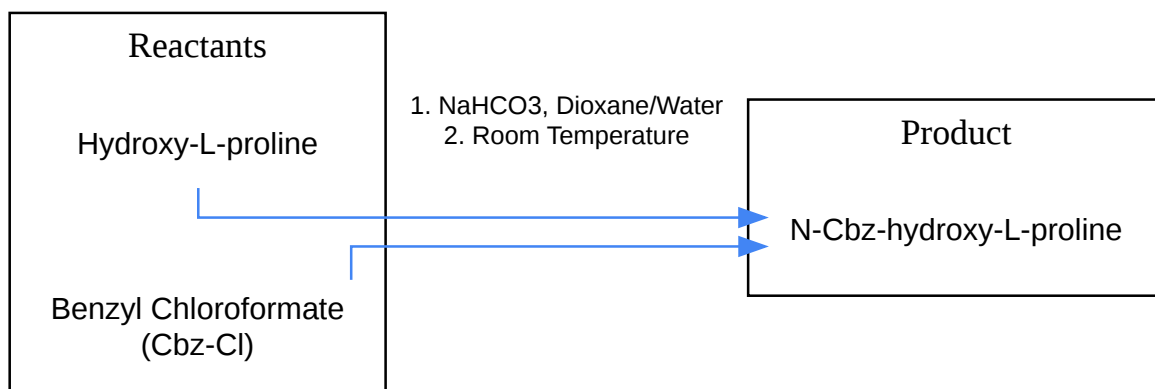 Reactants
Hydroxy-L-proline
Benzyl Chloroformate
(Cbz-Cl)
1. NaHCO3, Dioxane/Water
2. Room Temperature
Product
N-Cbz-hydroxy-L-proline